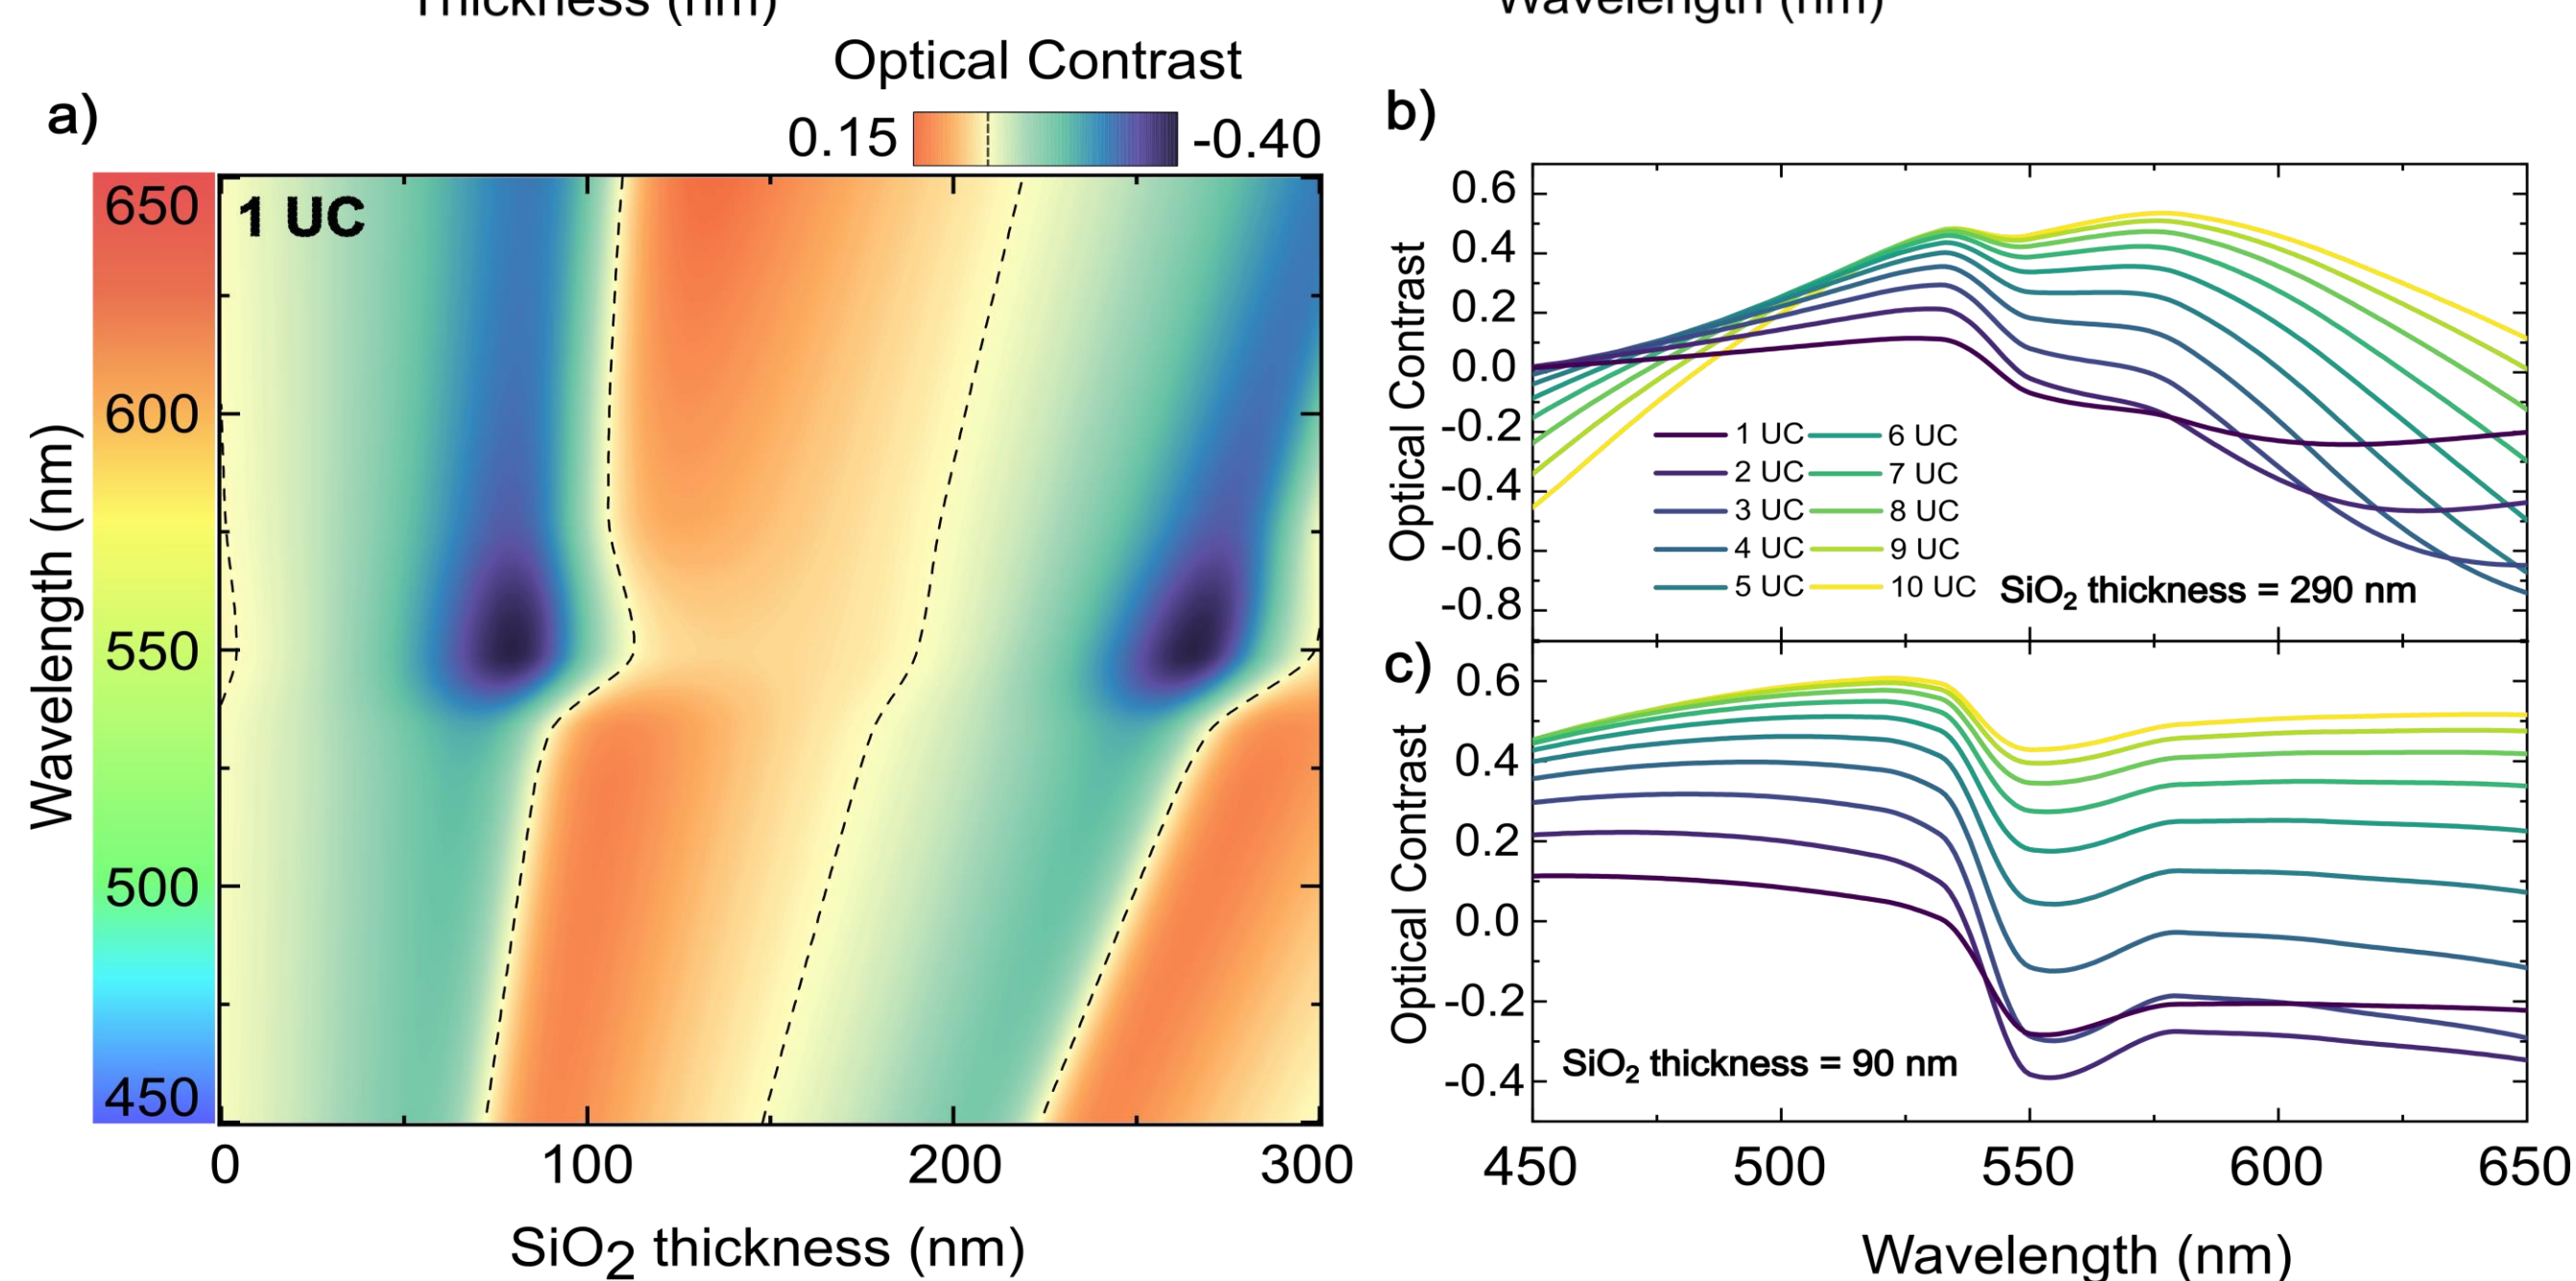 Thickness (nm)
Wavelength (nm)
a)
Optical Contrast
0.15
-0.40
1 UC
650
600
550
500
450
Wavelength (nm)
0
100
200
300
SiO2 thickness (nm)
b)
Optical Contrast
0.6
0.4
0.2
0.0
-0.2
-0.4
-0.6
-0.8
1 UC 6 UC
2 UC 7 UC
3 UC 8 UC
4 UC 9 UC
5 UC 10 UC
SiO2 thickness = 290 nm
c)
Optical Contrast
0.6
0.4
0.2
0.0
-0.2
-0.4
SiO2 thickness = 90 nm
450
500
550
600
650
Wavelength (nm)